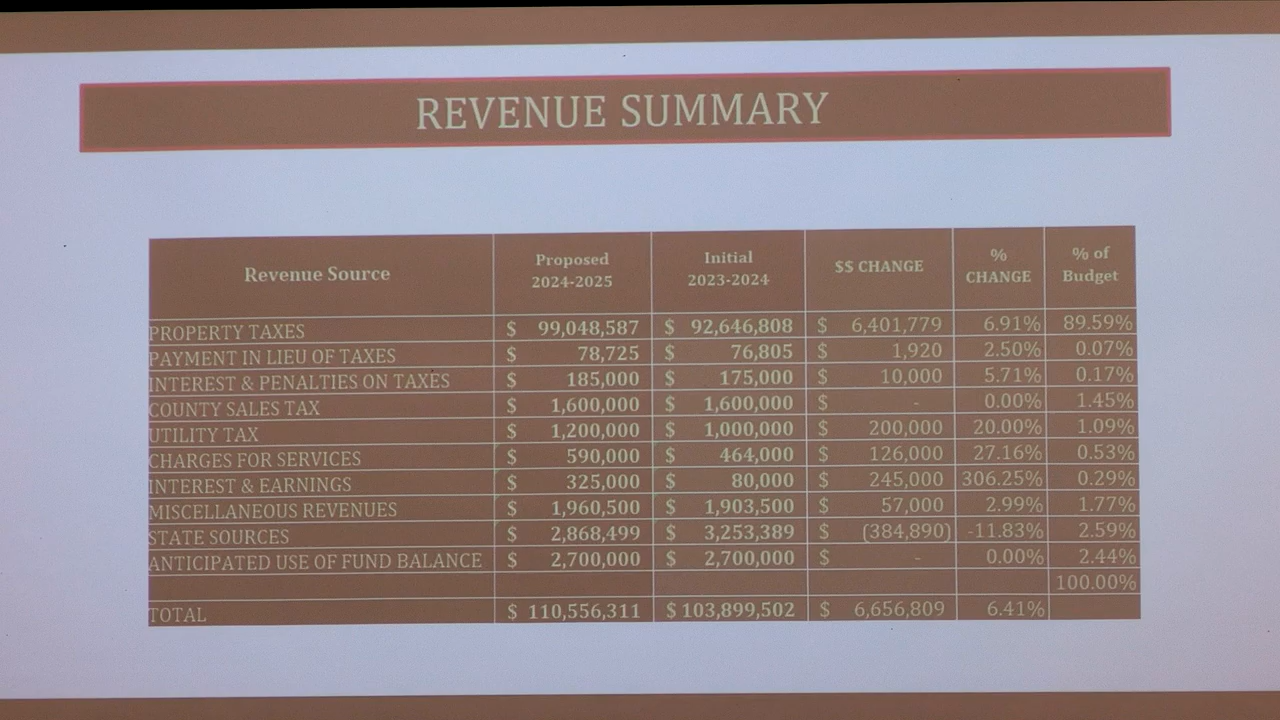 REVENUE SUMMARY
Revenue Source Proposed 2024-2025 Initial 2023-2024 $$ CHANGE % CHANGE % of Budget
PROPERTY TAXES $ 99,048,587 $ 92,646,808 $ 6,401,779 6.91% 89.59%
PAYMENT IN LIEU OF TAXES $ 78,725 $ 76,805 $ 1,920 2.50% 0.07%
INTEREST & PENALTIES ON TAXES $ 185,000 $ 175,000 $ 10,000 5.71% 0.17%
COUNTY SALES TAX $ 1,600,000 $ 1,600,000 $ - 0.00% 1.45%
UTILITY TAX $ 1,200,000 $ 1,000,000 $ 200,000 20.00% 1.09%
CHARGES FOR SERVICES $ 590,000 $ 464,000 $ 126,000 27.16% 0.53%
INTEREST & EARNINGS $ 325,000 $ 80,000 $ 245,000 306.25% 0.29%
MISCELLANEOUS REVENUES $ 1,960,500 $ 1,903,500 $ 57,000 2.99% 1.77%
STATE SOURCES $ 2,868,499 $ 3,253,389 $ (384,890) -11.83% 2.59%
ANTICIPATED USE OF FUND BALANCE $ 2,700,000 $ 2,700,000 $ - 0.00% 2.44%
100.00%
TOTAL $ 110,556,311 $ 103,899,502 $ 6,656,809 6.41%